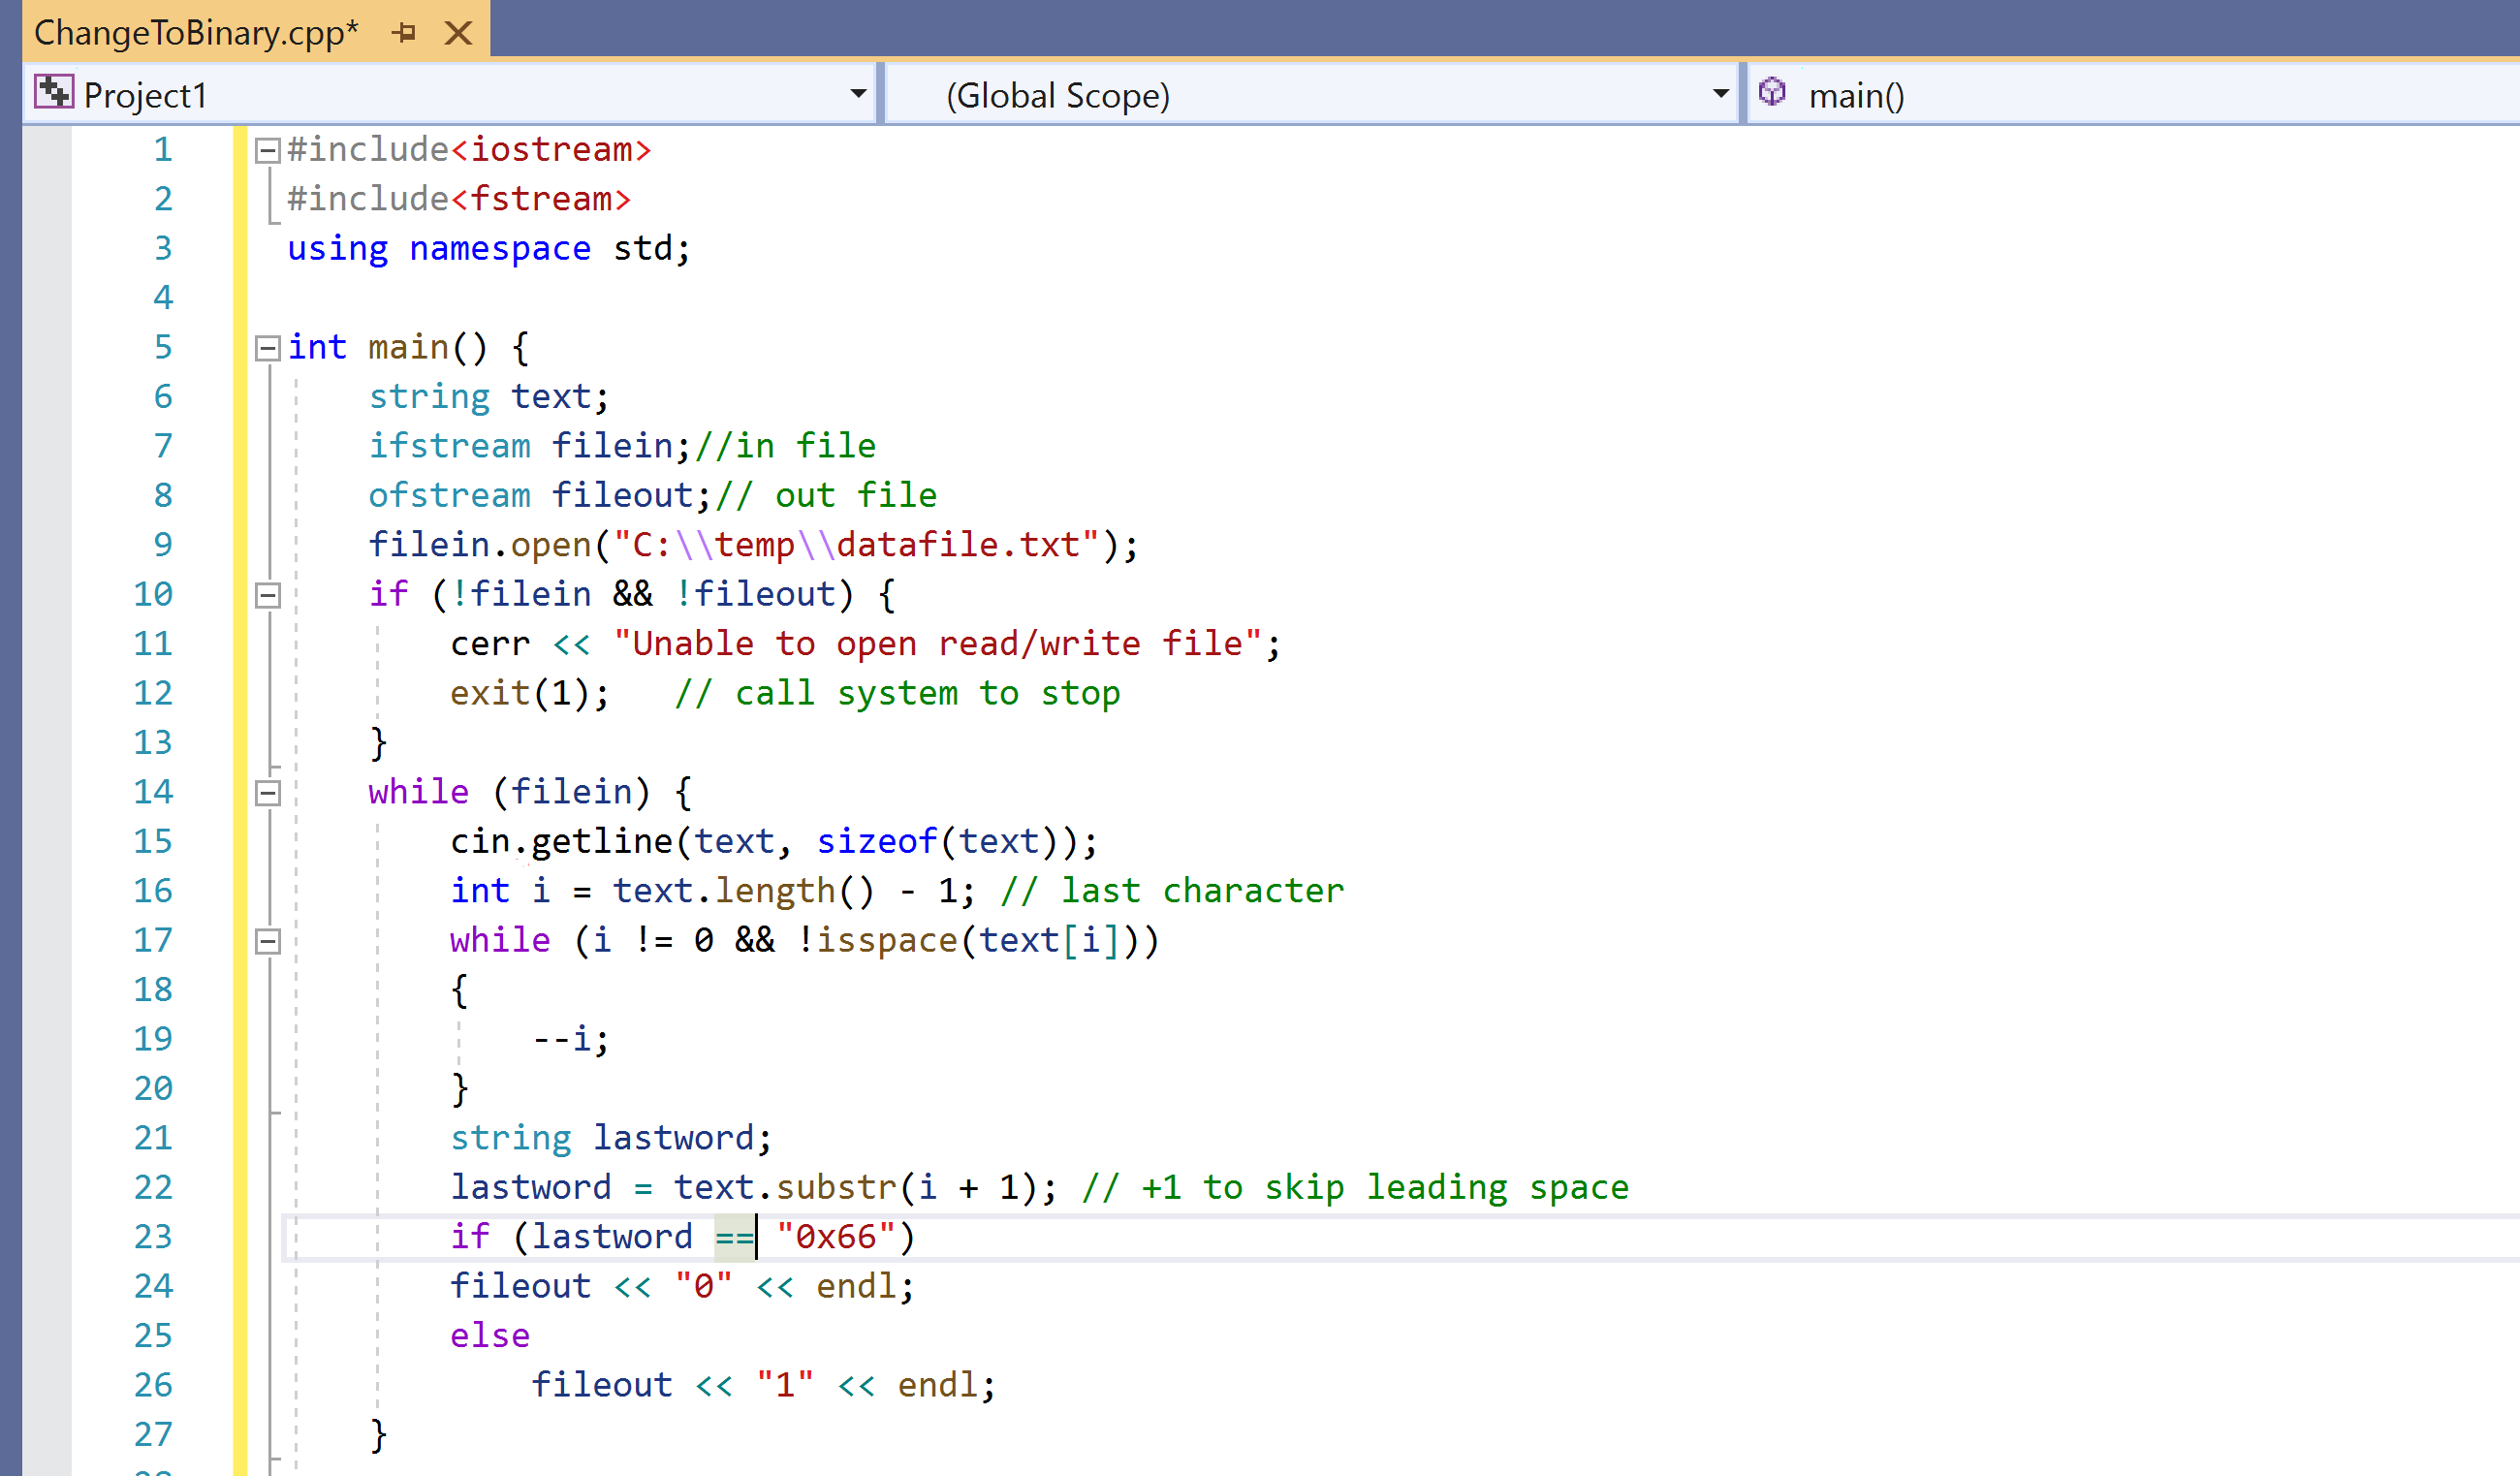 ChangeToBinary.cpp*
Project1 (Global Scope) main()
1 #include<iostream>
2 #include<fstream>
3 using namespace std;
4
5 int main() {
6 string text;
7 ifstream filein;//in file
8 ofstream fileout;// out file
9 filein.open("C:\\temp\\datafile.txt");
10 if (!filein && !fileout) {
11 cerr << "Unable to open read/write file";
12 exit(1);   // call system to stop
13 }
14 while (filein) {
15 cin.getline(text, sizeof(text));
16 int i = text.length() - 1; // last character
17 while (i != 0 && !isspace(text[i]))
18 {
19 --i;
20 }
21 string lastword;
22 lastword = text.substr(i + 1); // +1 to skip leading space
23 if (lastword == "0x66")
24 fileout << "0" << endl;
25 else
26 fileout << "1" << endl;
27 }